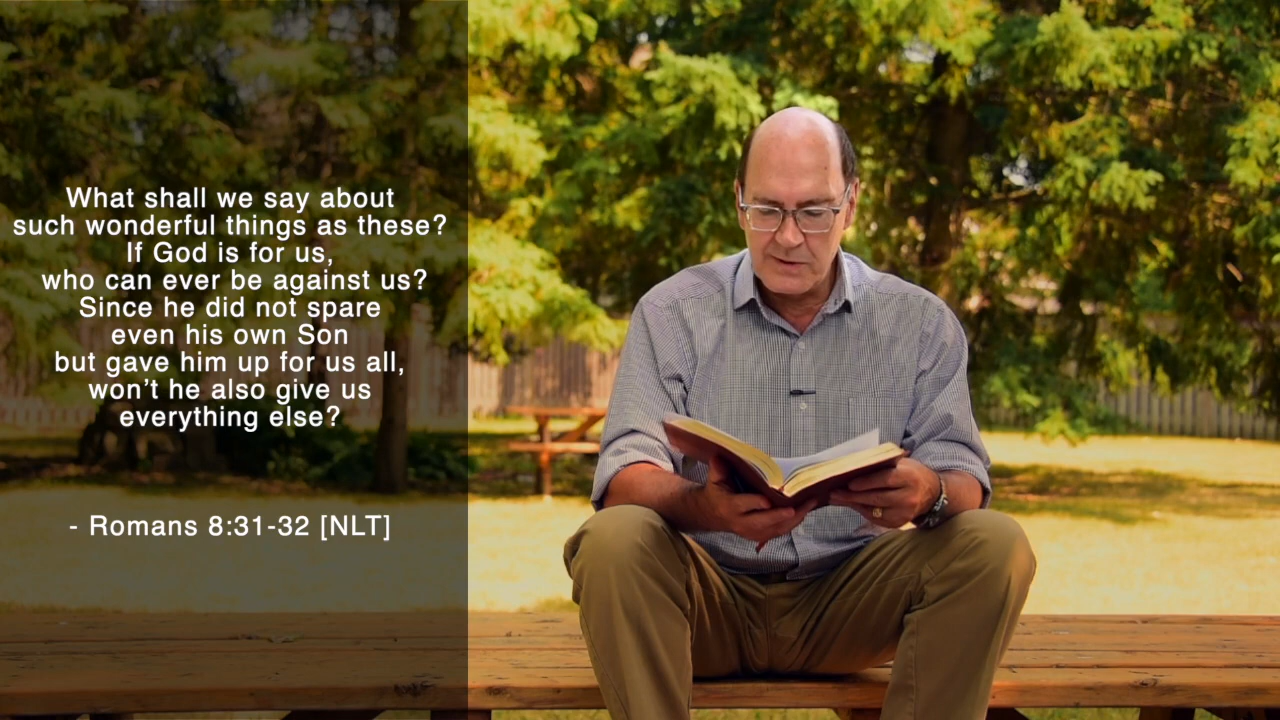 What shall we say about
such wonderful things as these?
If God is for us,
who can ever be against us?
Since he did not spare
even his own Son
but gave him up for us all,
won’t he also give us
everything else?
- Romans 8:31-32 [NLT]